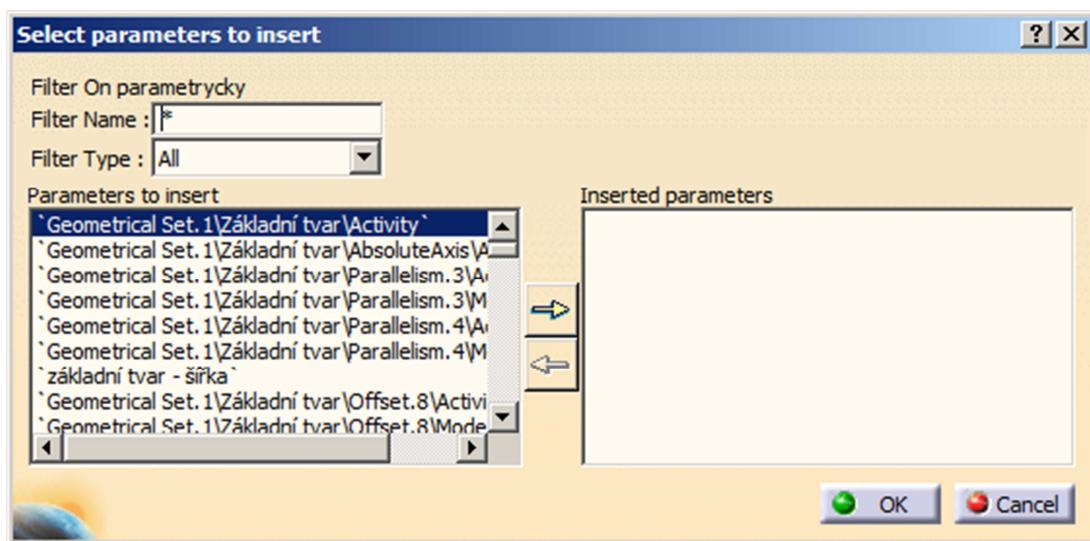 Select parameters to insert
Filter On parametrycky
Filter Name : *
Filter Type : All
Parameters to insert
Inserted parameters
`Geometrical Set.1\Základní tvar\Activity`
`Geometrical Set.1\Základní tvar\AbsoluteAxis\A
`Geometrical Set.1\Základní tvar\Parallelism.3\A
`Geometrical Set.1\Základní tvar\Parallelism.3\M
`Geometrical Set.1\Základní tvar\Parallelism.4\A
`Geometrical Set.1\Základní tvar\Parallelism.4\M
`základní tvar - šířka`
`Geometrical Set.1\Základní tvar\Offset.8\Activi
`Geometrical Set.1\Základní tvar\Offset.8\Mode
OK
Cancel